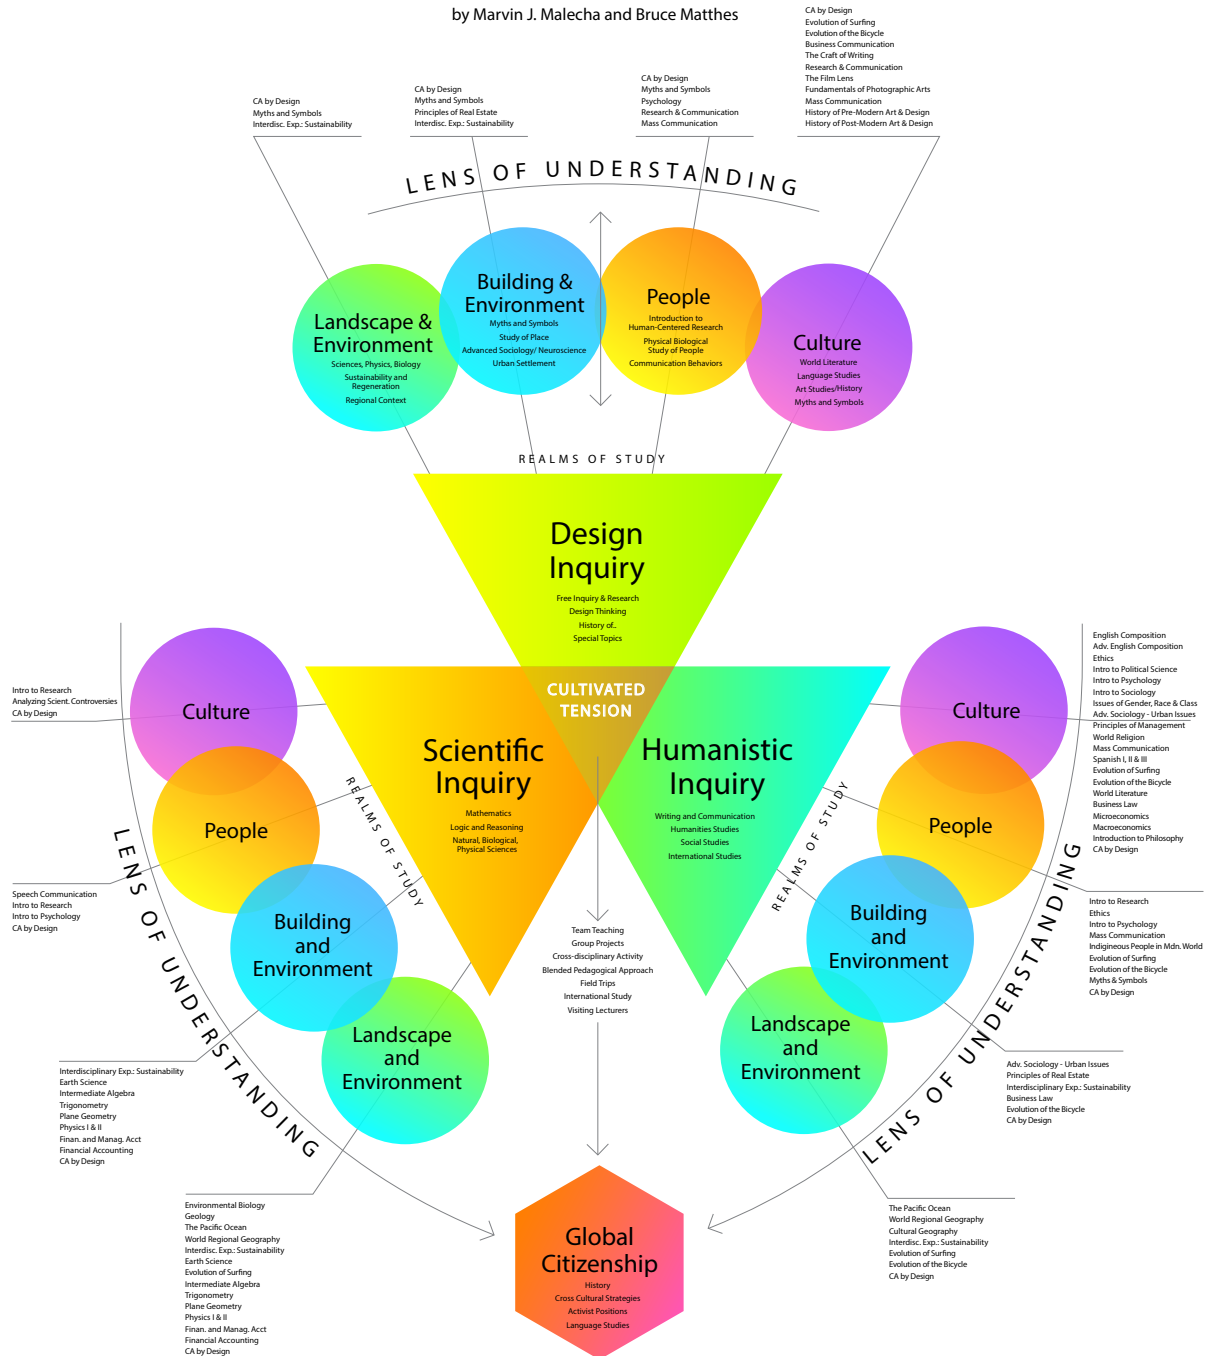 by Marvin J. Malecha and Bruce Matthes
CA by Design
Myths and Symbols
Interdisc. Exp.: Sustainability
CA by Design
Myths and Symbols
Principles of Real Estate
Interdisc. Exp.: Sustainability
CA by Design
Myths and Symbols
Psychology
Research & Communication
Mass Communication
CA by Design
Evolution of Surfing
Evolution of the Bicycle
Business Communication
The Craft of Writing
Research & Communication
The Film Lens
Fundamentals of Photographic Arts
Mass Communication
History of Pre-Modern Art & Design
History of Post-Modern Art & Design
LENS OF UNDERSTANDING
Landscape &
Environment
Sciences, Physics, Biology
Sustainability and
Regeneration
Regional Context
Building &
Environment
Myths and Symbols
Study of Place
Advanced Sociology/ Neuroscience
Urban Settlement
People
Introduction to
Human-Centered Research
Physical Biological
Study of People
Communication Behaviors
Culture
World Literature
Language Studies
Art Studies/History
Myths and Symbols
REALMS OF STUDY
Design
Inquiry
Free Inquiry & Research
Design Thinking
History of..
Special Topics
CULTIVATED
TENSION
Scientific
Inquiry
Mathematics
Logic and Reasoning
Natural, Biological,
Physical Sciences
Humanistic
Inquiry
Writing and Communication
Humanities Studies
Social Studies
International Studies
REALMS OF STUDY
REALMS OF STUDY
Culture
People
Building
and
Environment
Landscape
and
Environment
LENS OF UNDERSTANDING
Intro to Research
Analyzing Scient. Controversies
CA by Design
Speech Communication
Intro to Research
Intro to Psychology
CA by Design
Interdisciplinary Exp.: Sustainability
Earth Science
Intermediate Algebra
Trigonometry
Plane Geometry
Physics I & II
Finan. and Manag. Acct
Financial Accounting
CA by Design
Environmental Biology
Geology
The Pacific Ocean
World Regional Geography
Interdisc. Exp.: Sustainability
Earth Science
Evolution of Surfing
Intermediate Algebra
Trigonometry
Plane Geometry
Physics I & II
Finan. and Manag. Acct
Financial Accounting
CA by Design
Team Teaching
Group Projects
Cross-disciplinary Activity
Blended Pedagogical Approach
Field Trips
International Study
Visiting Lecturers
Global
Citizenship
History
Cross Cultural Strategies
Activist Positions
Language Studies
Culture
People
Building
and
Environment
Landscape
and
Environment
LENS OF UNDERSTANDING
English Composition
Adv. English Composition
Ethics
Intro to Political Science
Intro to Psychology
Intro to Sociology
Issues of Gender, Race & Class
Adv. Sociology - Urban Issues
Principles of Management
World Religion
Mass Communication
Spanish I, II & III
Evolution of Surfing
Evolution of the Bicycle
World Literature
Business Law
Microeconomics
Macroeconomics
Introduction to Philosophy
CA by Design
Intro to Research
Ethics
Intro to Psychology
Mass Communication
Indigineous People in Mdn. World
Evolution of Surfing
Evolution of the Bicycle
Myths & Symbols
CA by Design
Adv. Sociology - Urban Issues
Principles of Real Estate
Interdisciplinary Exp.: Sustainability
Business Law
Evolution of the Bicycle
CA by Design
The Pacific Ocean
World Regional Geography
Cultural Geography
Interdisc. Exp.: Sustainability
Evolution of Surfing
Evolution of the Bicycle
CA by Design